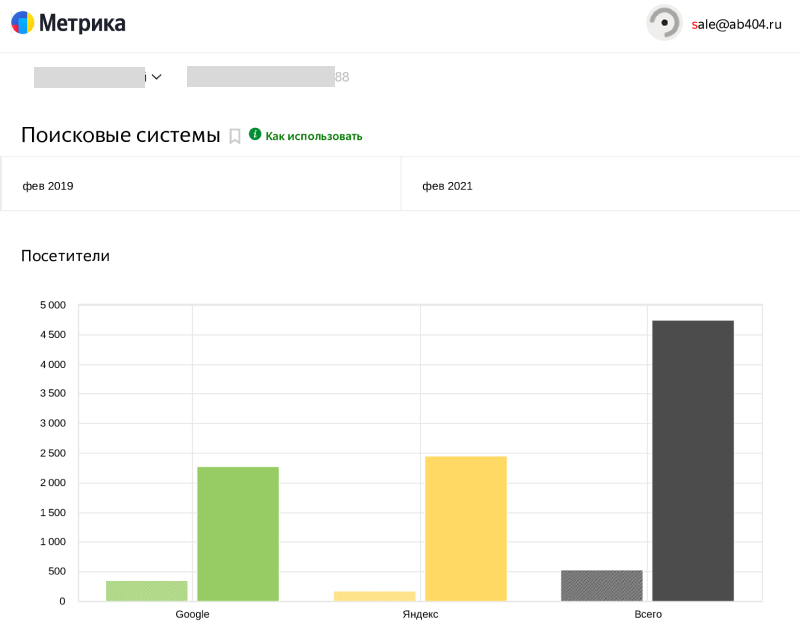 Метрика
sale@ab404.ru
88
Поисковые системы
Как использовать
фев 2019
фев 2021
Посетители
5 000
4 500
4 000
3 500
3 000
2 500
2 000
1 500
1 000
500
0
Google
Яндекс
Всего